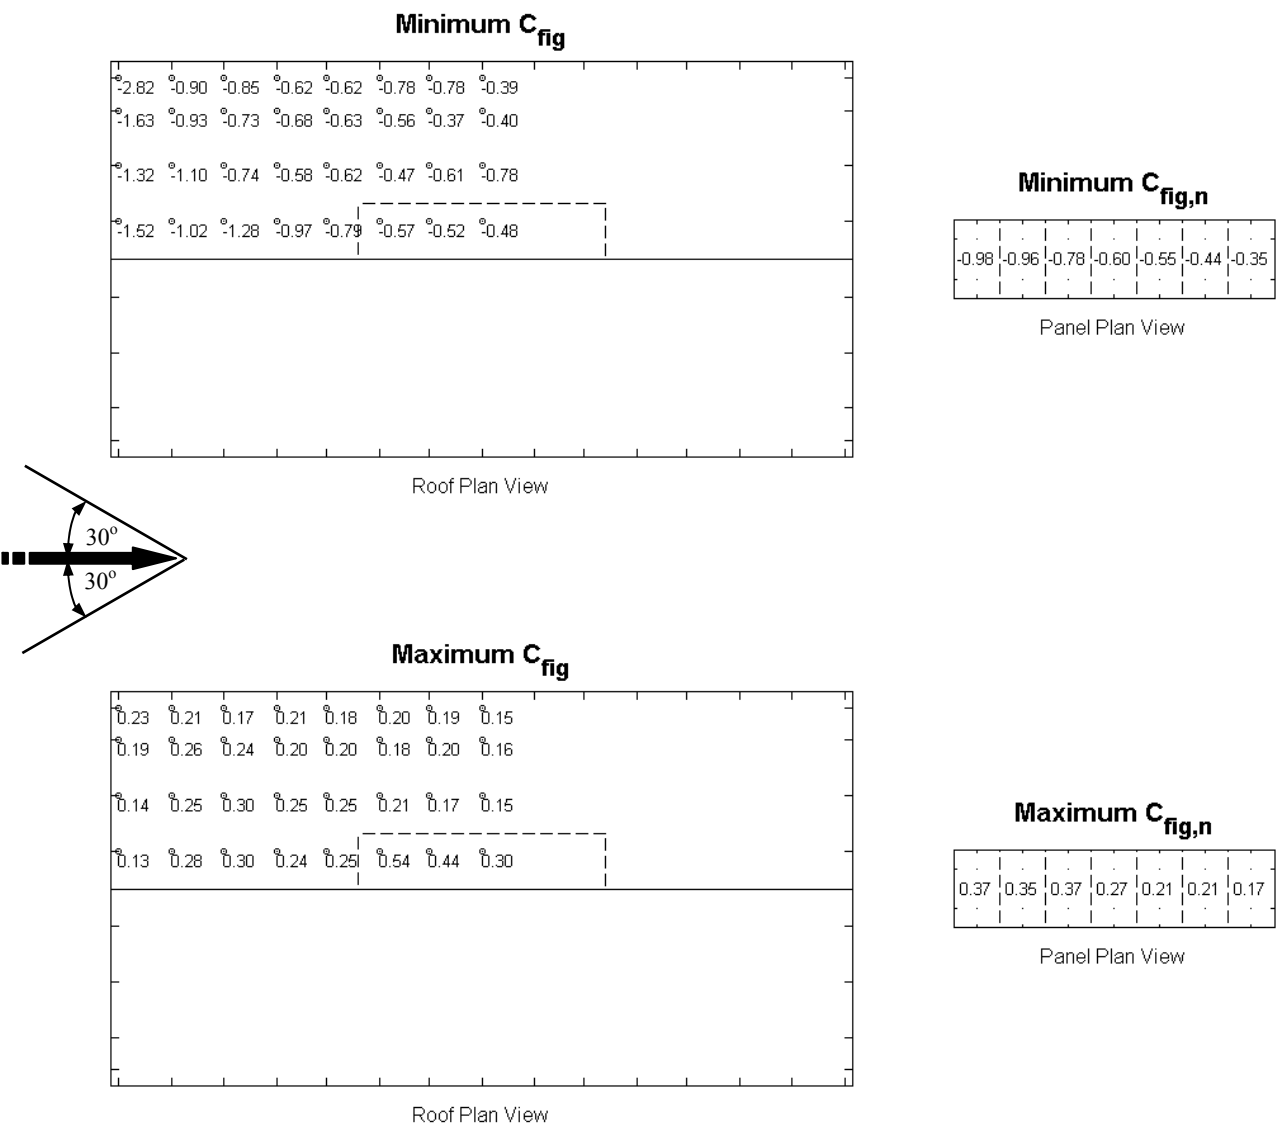 Minimum Cfig
-2.82 -0.90 -0.85 -0.62 -0.62 -0.78 -0.78 -0.39
-1.63 -0.93 -0.73 -0.68 -0.63 -0.56 -0.37 -0.40
-1.32 -1.10 -0.74 -0.58 -0.62 -0.47 -0.61 -0.78
-1.52 -1.02 -1.28 -0.97 -0.79 -0.57 -0.52 -0.48
Roof Plan View
Minimum Cfig,n
-0.98 -0.96 -0.78 -0.60 -0.55 -0.44 -0.35
Panel Plan View
30º
30º
Maximum Cfig
0.23 0.21 0.17 0.21 0.18 0.20 0.19 0.15
0.19 0.26 0.24 0.20 0.20 0.18 0.20 0.16
0.14 0.25 0.30 0.25 0.25 0.21 0.17 0.15
0.13 0.28 0.30 0.24 0.25 0.54 0.44 0.30
Roof Plan View
Maximum Cfig,n
0.37 0.35 0.37 0.27 0.21 0.21 0.17
Panel Plan View